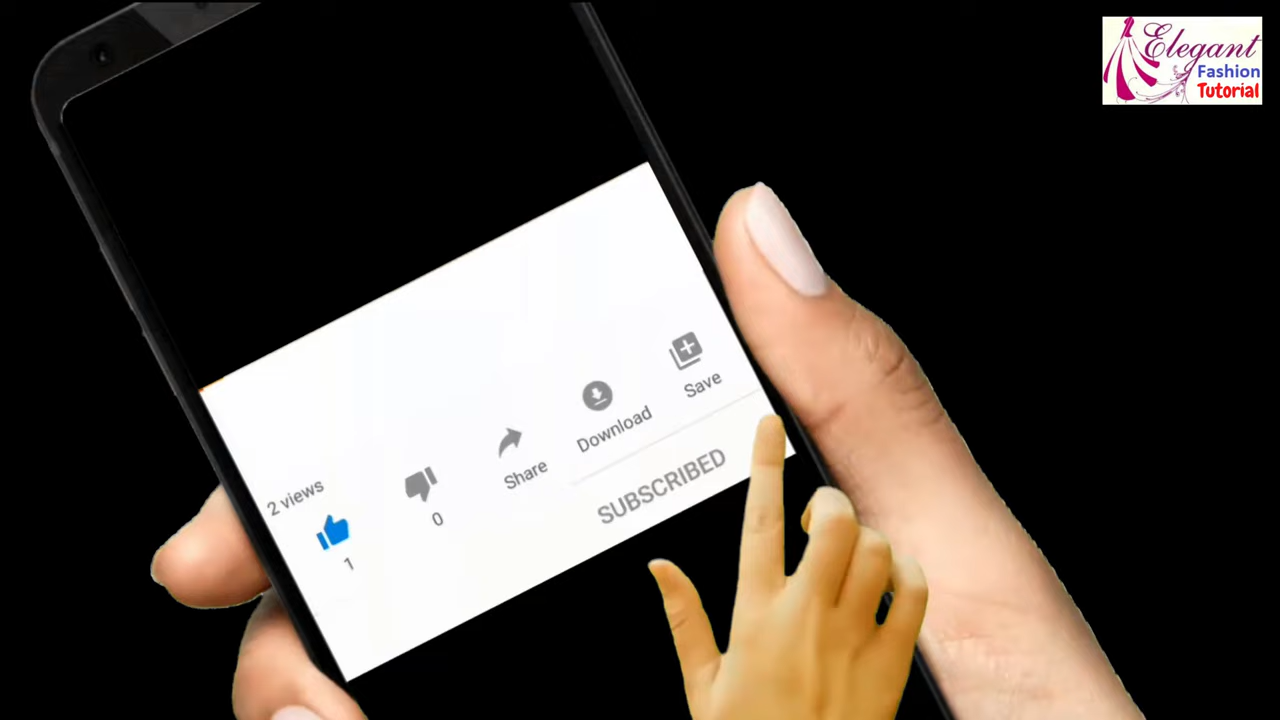 Elegant
Fashion
Tutorial
2 views
1
0
Share
Download
Save
SUBSCRIBED